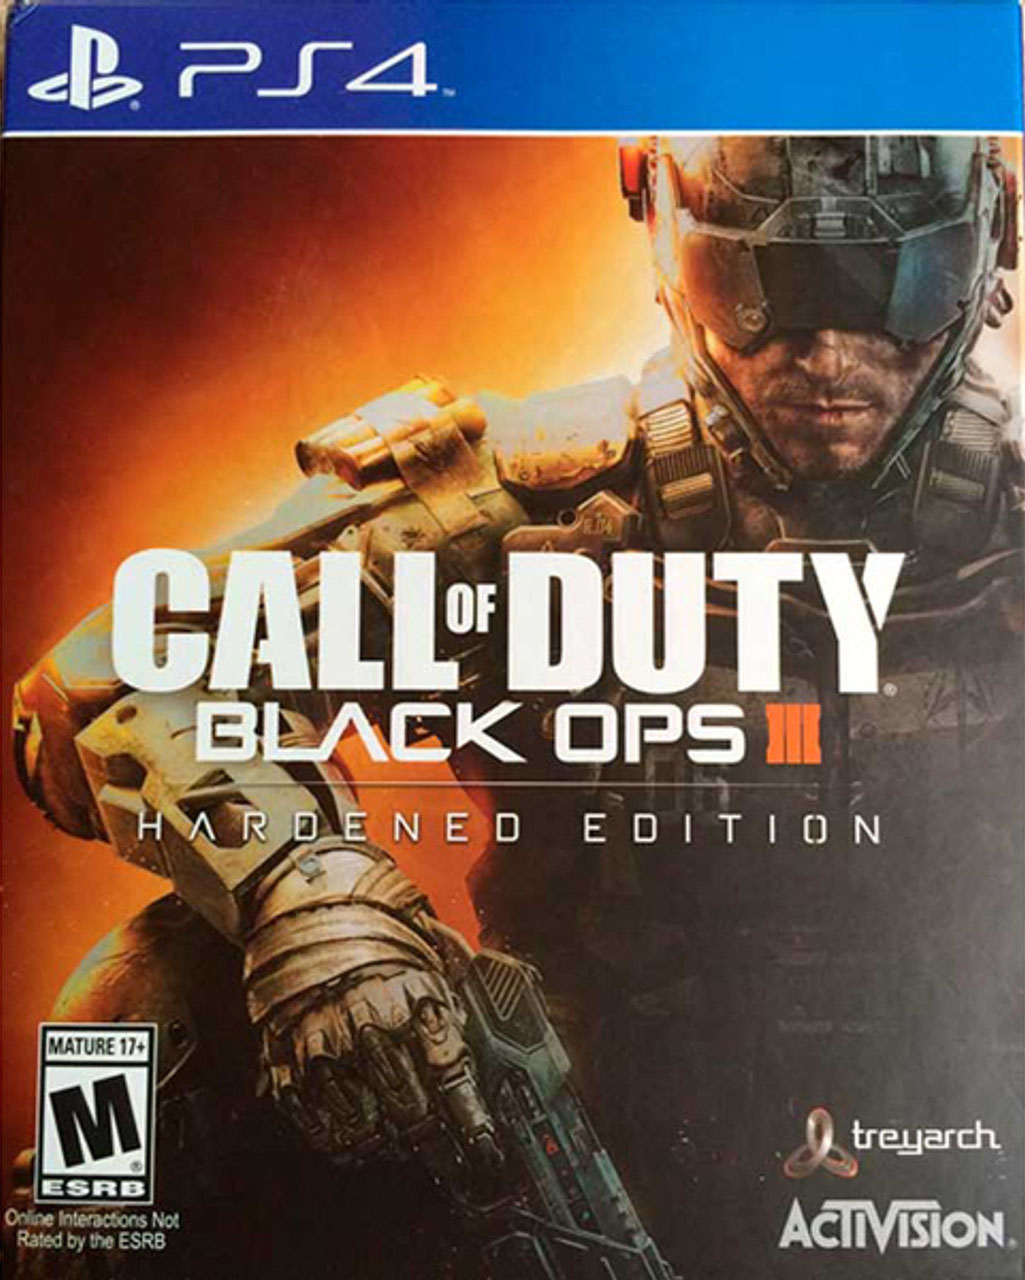 PS4™
CALL OF DUTY®
BLACK OPS III
HARDENED EDITION
MATURE 17+
M®
ESRB
Online Interactions Not
Rated by the ESRB
treyarch
ACTIVISION®